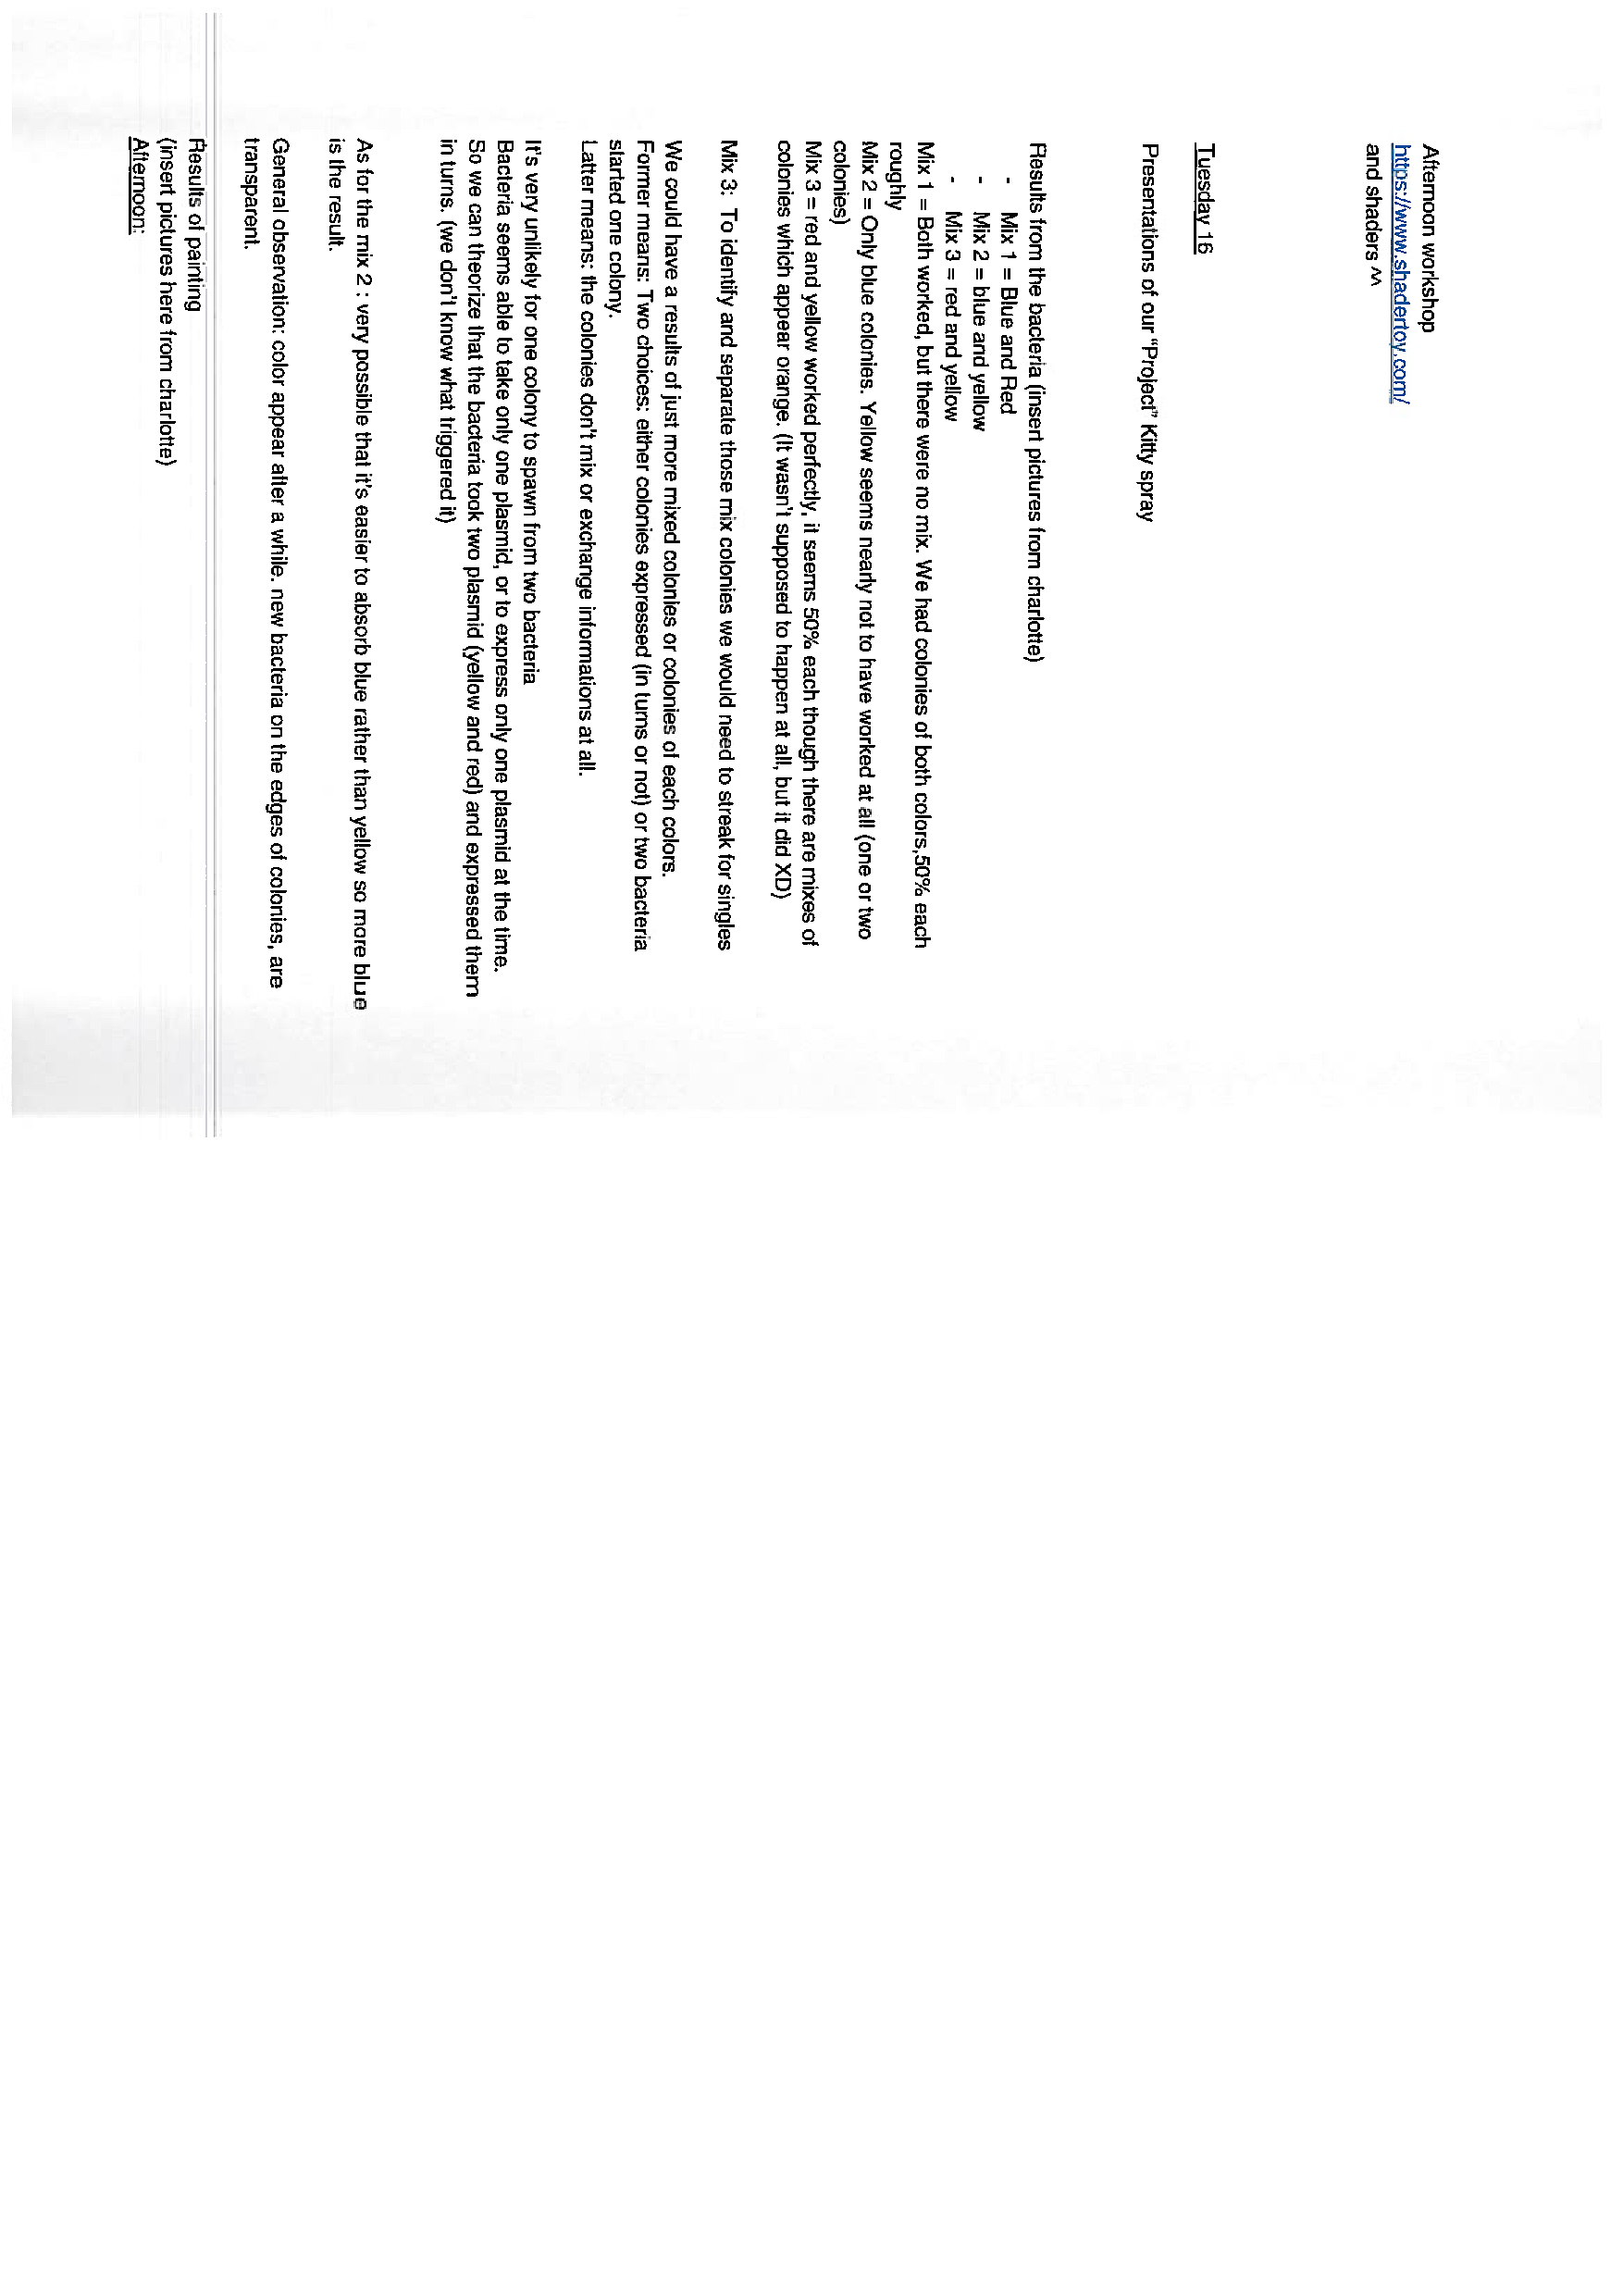 Afternoon workshop
https://www.shadertoy.com/
and shaders ^^
Tuesday 16
Presentations of our "Project" Kitty spray
Results from the bacteria (insert pictures from charlotte)
- Mix 1 = Blue and Red
- Mix 2 = blue and yellow
- Mix 3 = red and yellow
Mix 1 = Both worked, but there were no mix. We had colonies of both colors,50% each
roughly
Mix 2 = Only blue colonies. Yellow seems nearly not to have worked at all (one or two
colonies)
Mix 3 = red and yellow worked perfectly, it seems 50% each though there are mixes of
colonies which appear orange. (It wasn't supposed to happen at all, but it did XD)
Mix 3: To identify and separate those mix colonies we would need to streak for singles
We could have a results of just more mixed colonies or colonies of each colors.
Former means: Two choices: either colonies expressed (in turns or not) or two bacteria
started one colony.
Latter means: the colonies don't mix or exchange informations at all.
It's very unlikely for one colony to spawn from two bacteria
Bacteria seems able to take only one plasmid, or to express only one plasmid at the time.
So we can theorize that the bacteria took two plasmid (yellow and red) and expressed them
in turns. (we don't know what triggered it)
As for the mix 2 : very possible that it's easier to absorb blue rather than yellow so more blue
is the result.
General observation: color appear after a while. new bacteria on the edges of colonies, are
transparent.
Results of painting
(insert pictures here from charlotte)
Afternoon: